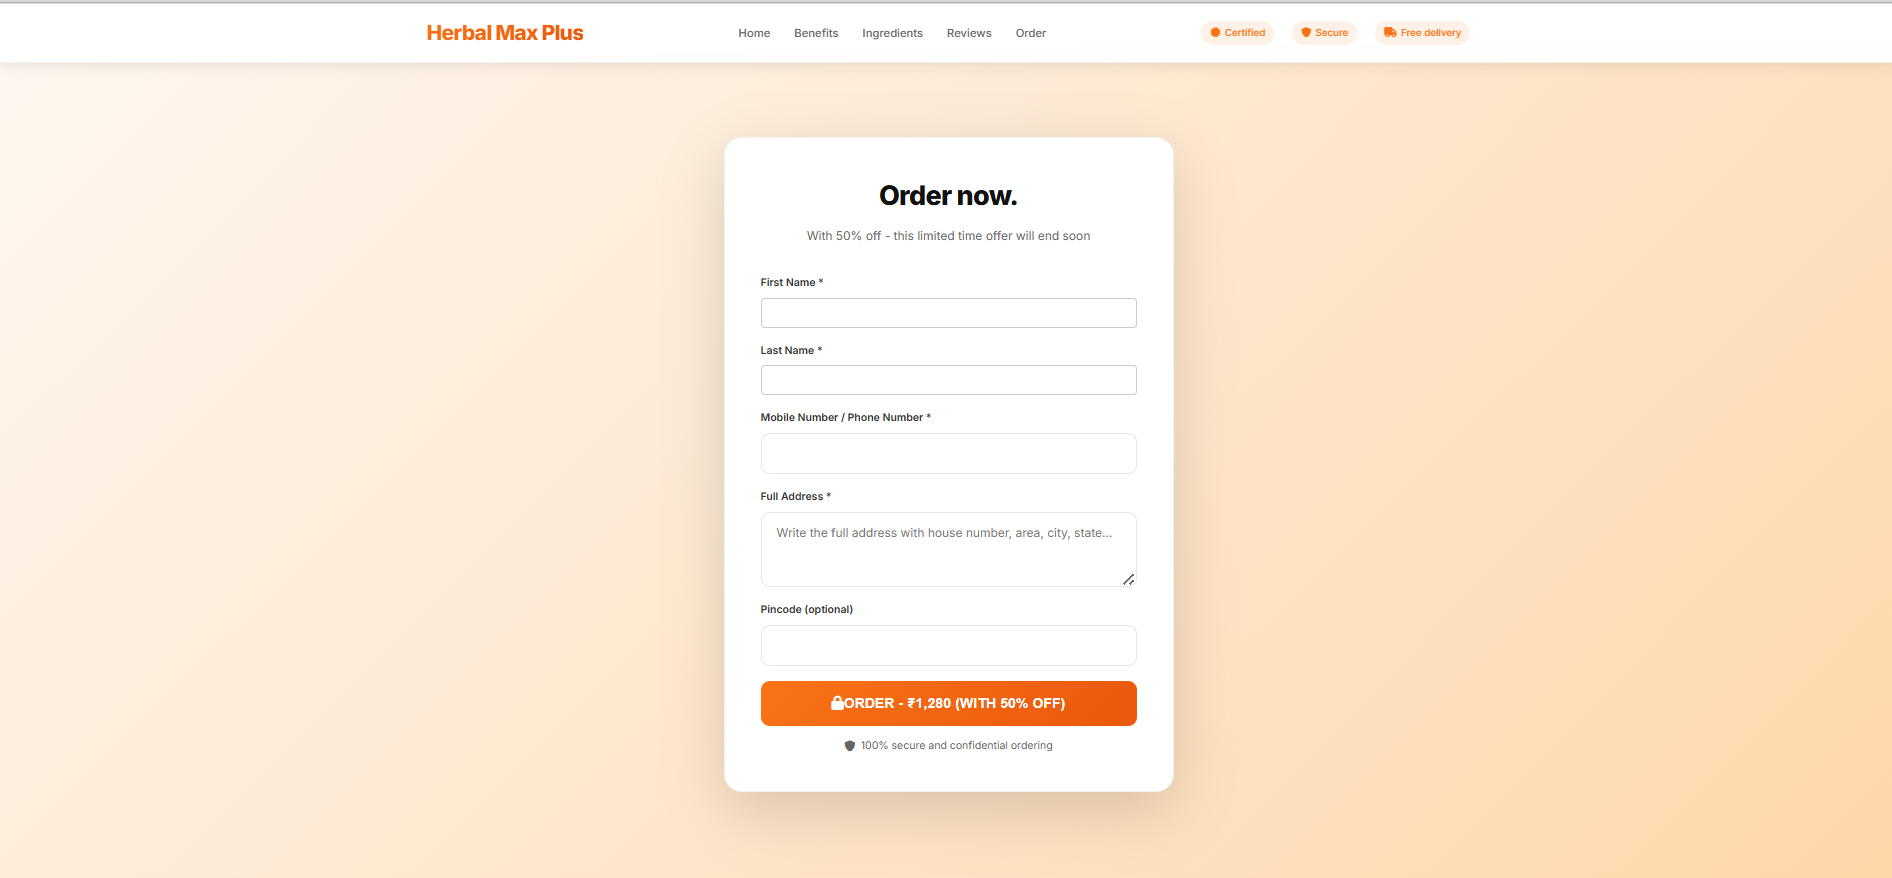 Herbal Max Plus
Home Benefits Ingredients Reviews Order
Certified Secure Free delivery
Order now.
With 50% off - this limited time offer will end soon
First Name *
Last Name *
Mobile Number / Phone Number *
Full Address *
Write the full address with house number, area, city, state...
Pincode (optional)
ORDER - ₹1,280 (WITH 50% OFF)
100% secure and confidential ordering